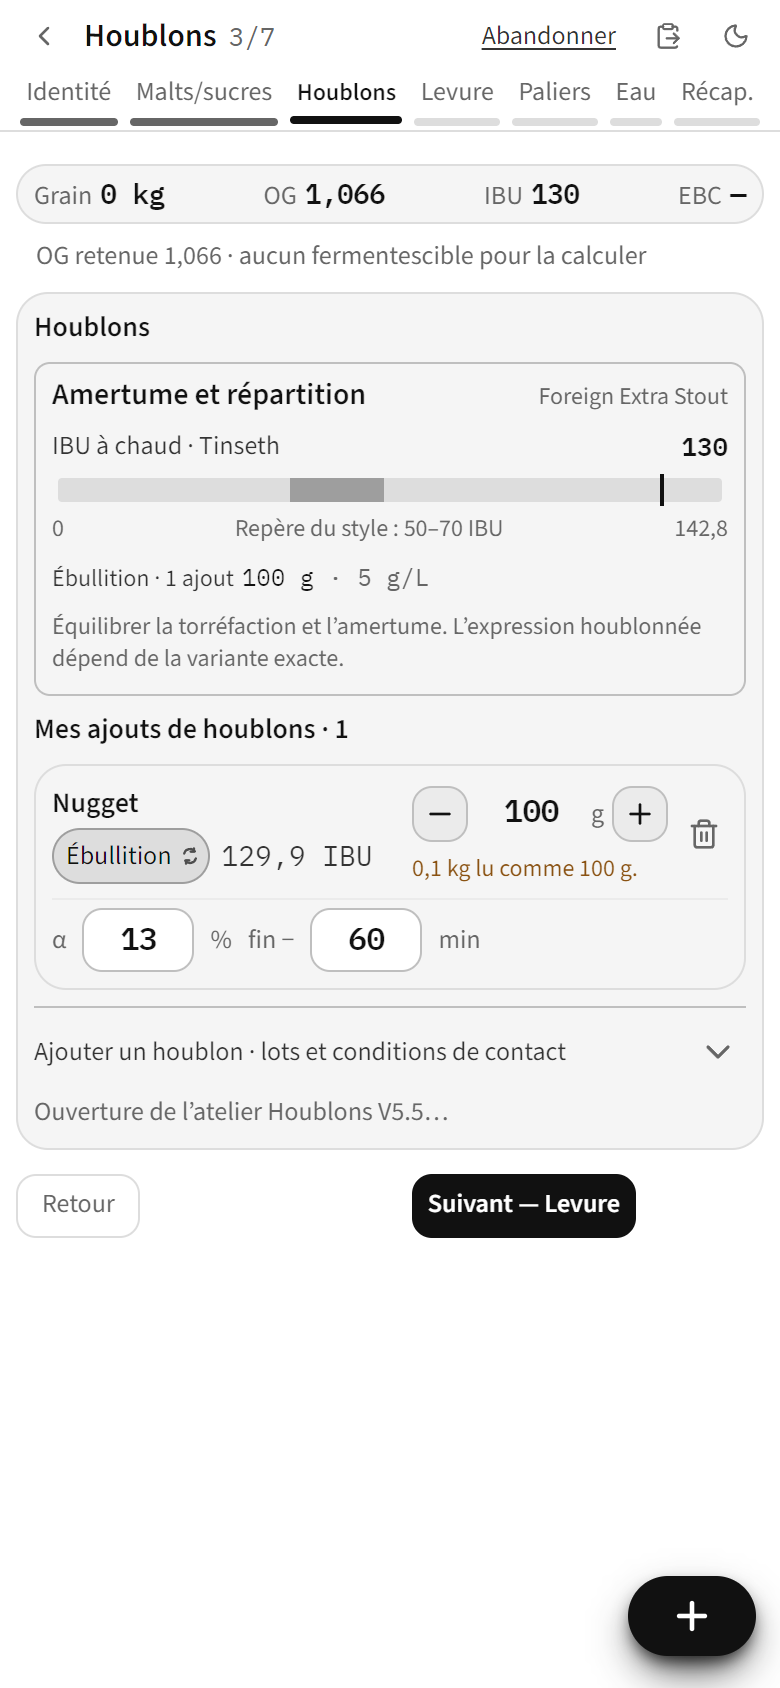 Houblons 3/7 Abandonner
Identité Malts/sucres Houblons Levure Paliers Eau Récap.
Grain 0 kg OG 1,066 IBU 130 EBC –
OG retenue 1,066 · aucun fermentescible pour la calculer
Houblons
Amertume et répartition Foreign Extra Stout
IBU à chaud · Tinseth 130
0 Repère du style : 50–70 IBU 142,8
Ébullition · 1 ajout 100 g · 5 g/L
Équilibrer la torréfaction et l’amertume. L’expression houblonnée
dépend de la variante exacte.
Mes ajouts de houblons · 1
Nugget − 100 g +
Ébullition 129,9 IBU 0,1 kg lu comme 100 g.
α 13 % fin − 60 min
Ajouter un houblon · lots et conditions de contact
Ouverture de l’atelier Houblons V5.5…
Retour Suivant — Levure
+